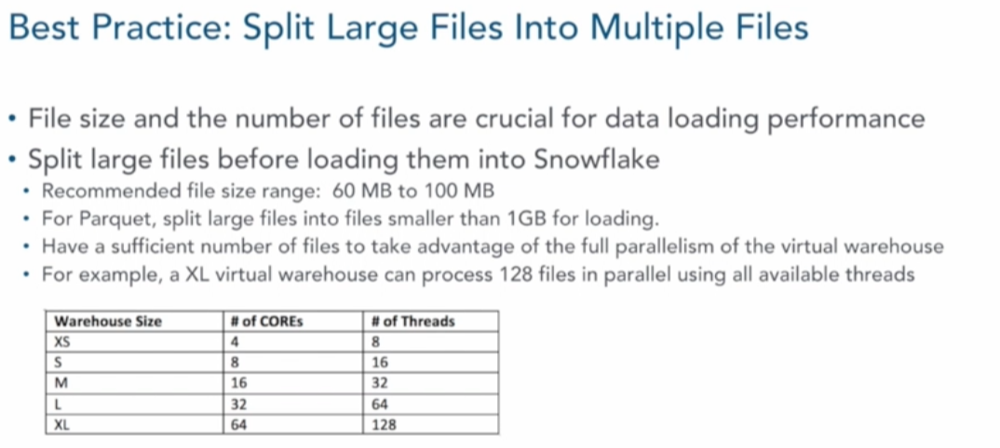 Best Practice: Split Large Files Into Multiple Files
• File size and the number of files are crucial for data loading performance
• Split large files before loading them into Snowflake
• Recommended file size range: 60 MB to 100 MB
• For Parquet, split large files into files smaller than 1GB for loading.
• Have a sufficient number of files to take advantage of the full parallelism of the virtual warehouse
• For example, a XL virtual warehouse can process 128 files in parallel using all available threads
Warehouse Size # of COREs # of Threads
XS 4 8
S 8 16
M 16 32
L 32 64
XL 64 128